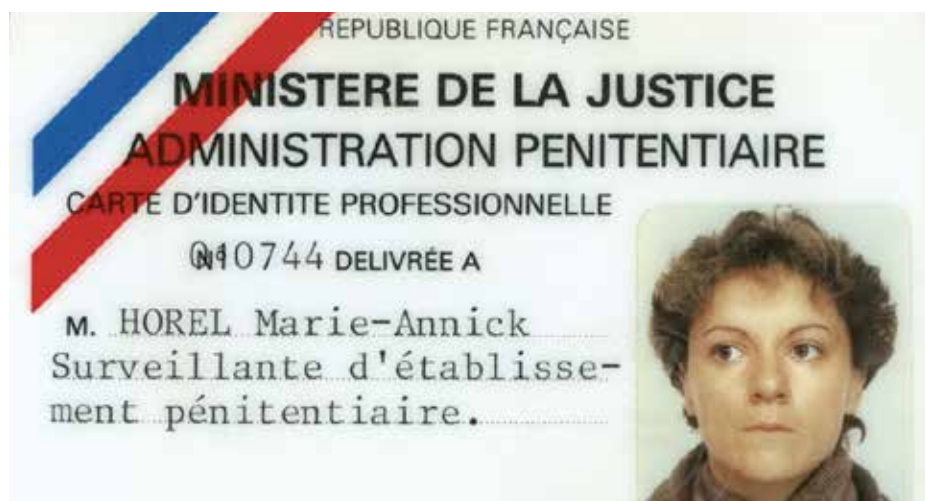 REPUBLIQUE FRANÇAISE
MINISTERE DE LA JUSTICE
ADMINISTRATION PENITENTIAIRE
CARTE D'IDENTITE PROFESSIONNELLE
N° 010744 DELIVRÉE A
M. HOREL Marie-Annick
Surveillante d'établisse-
ment pénitentiaire.